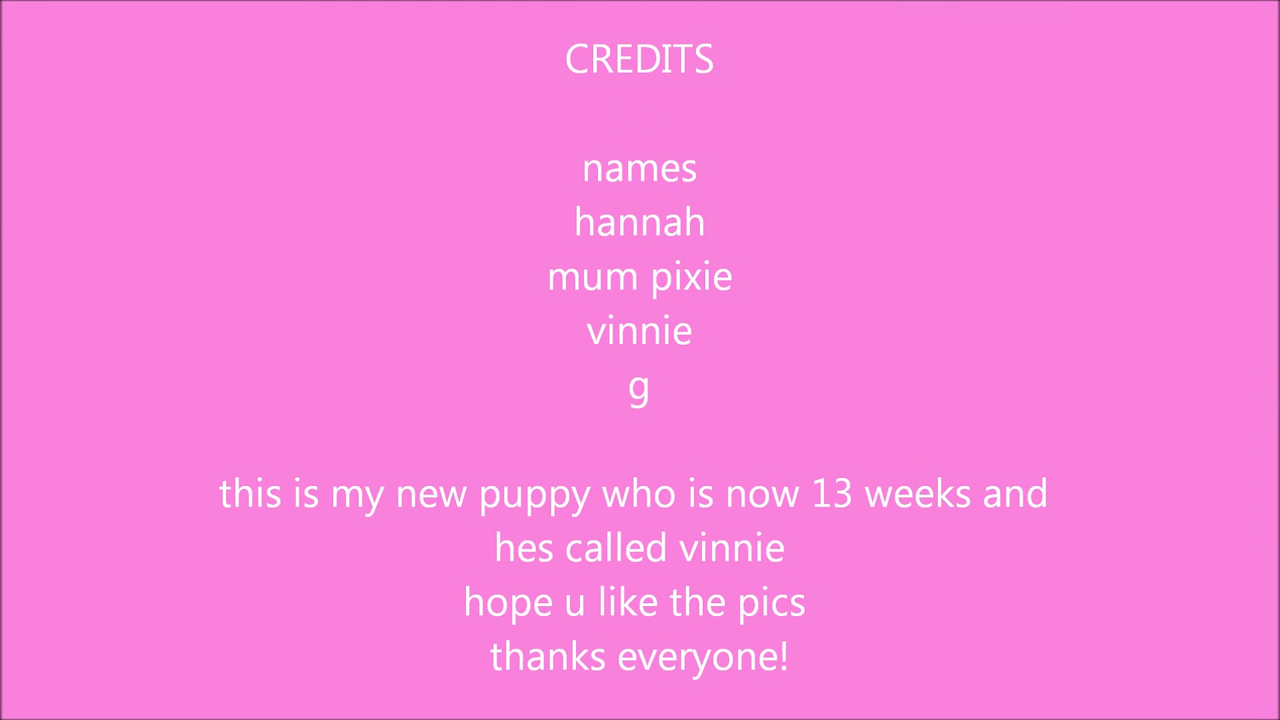 CREDITS
names
hannah
mum pixie
vinnie
g
this is my new puppy who is now 13 weeks and
hes called vinnie
hope u like the pics
thanks everyone!